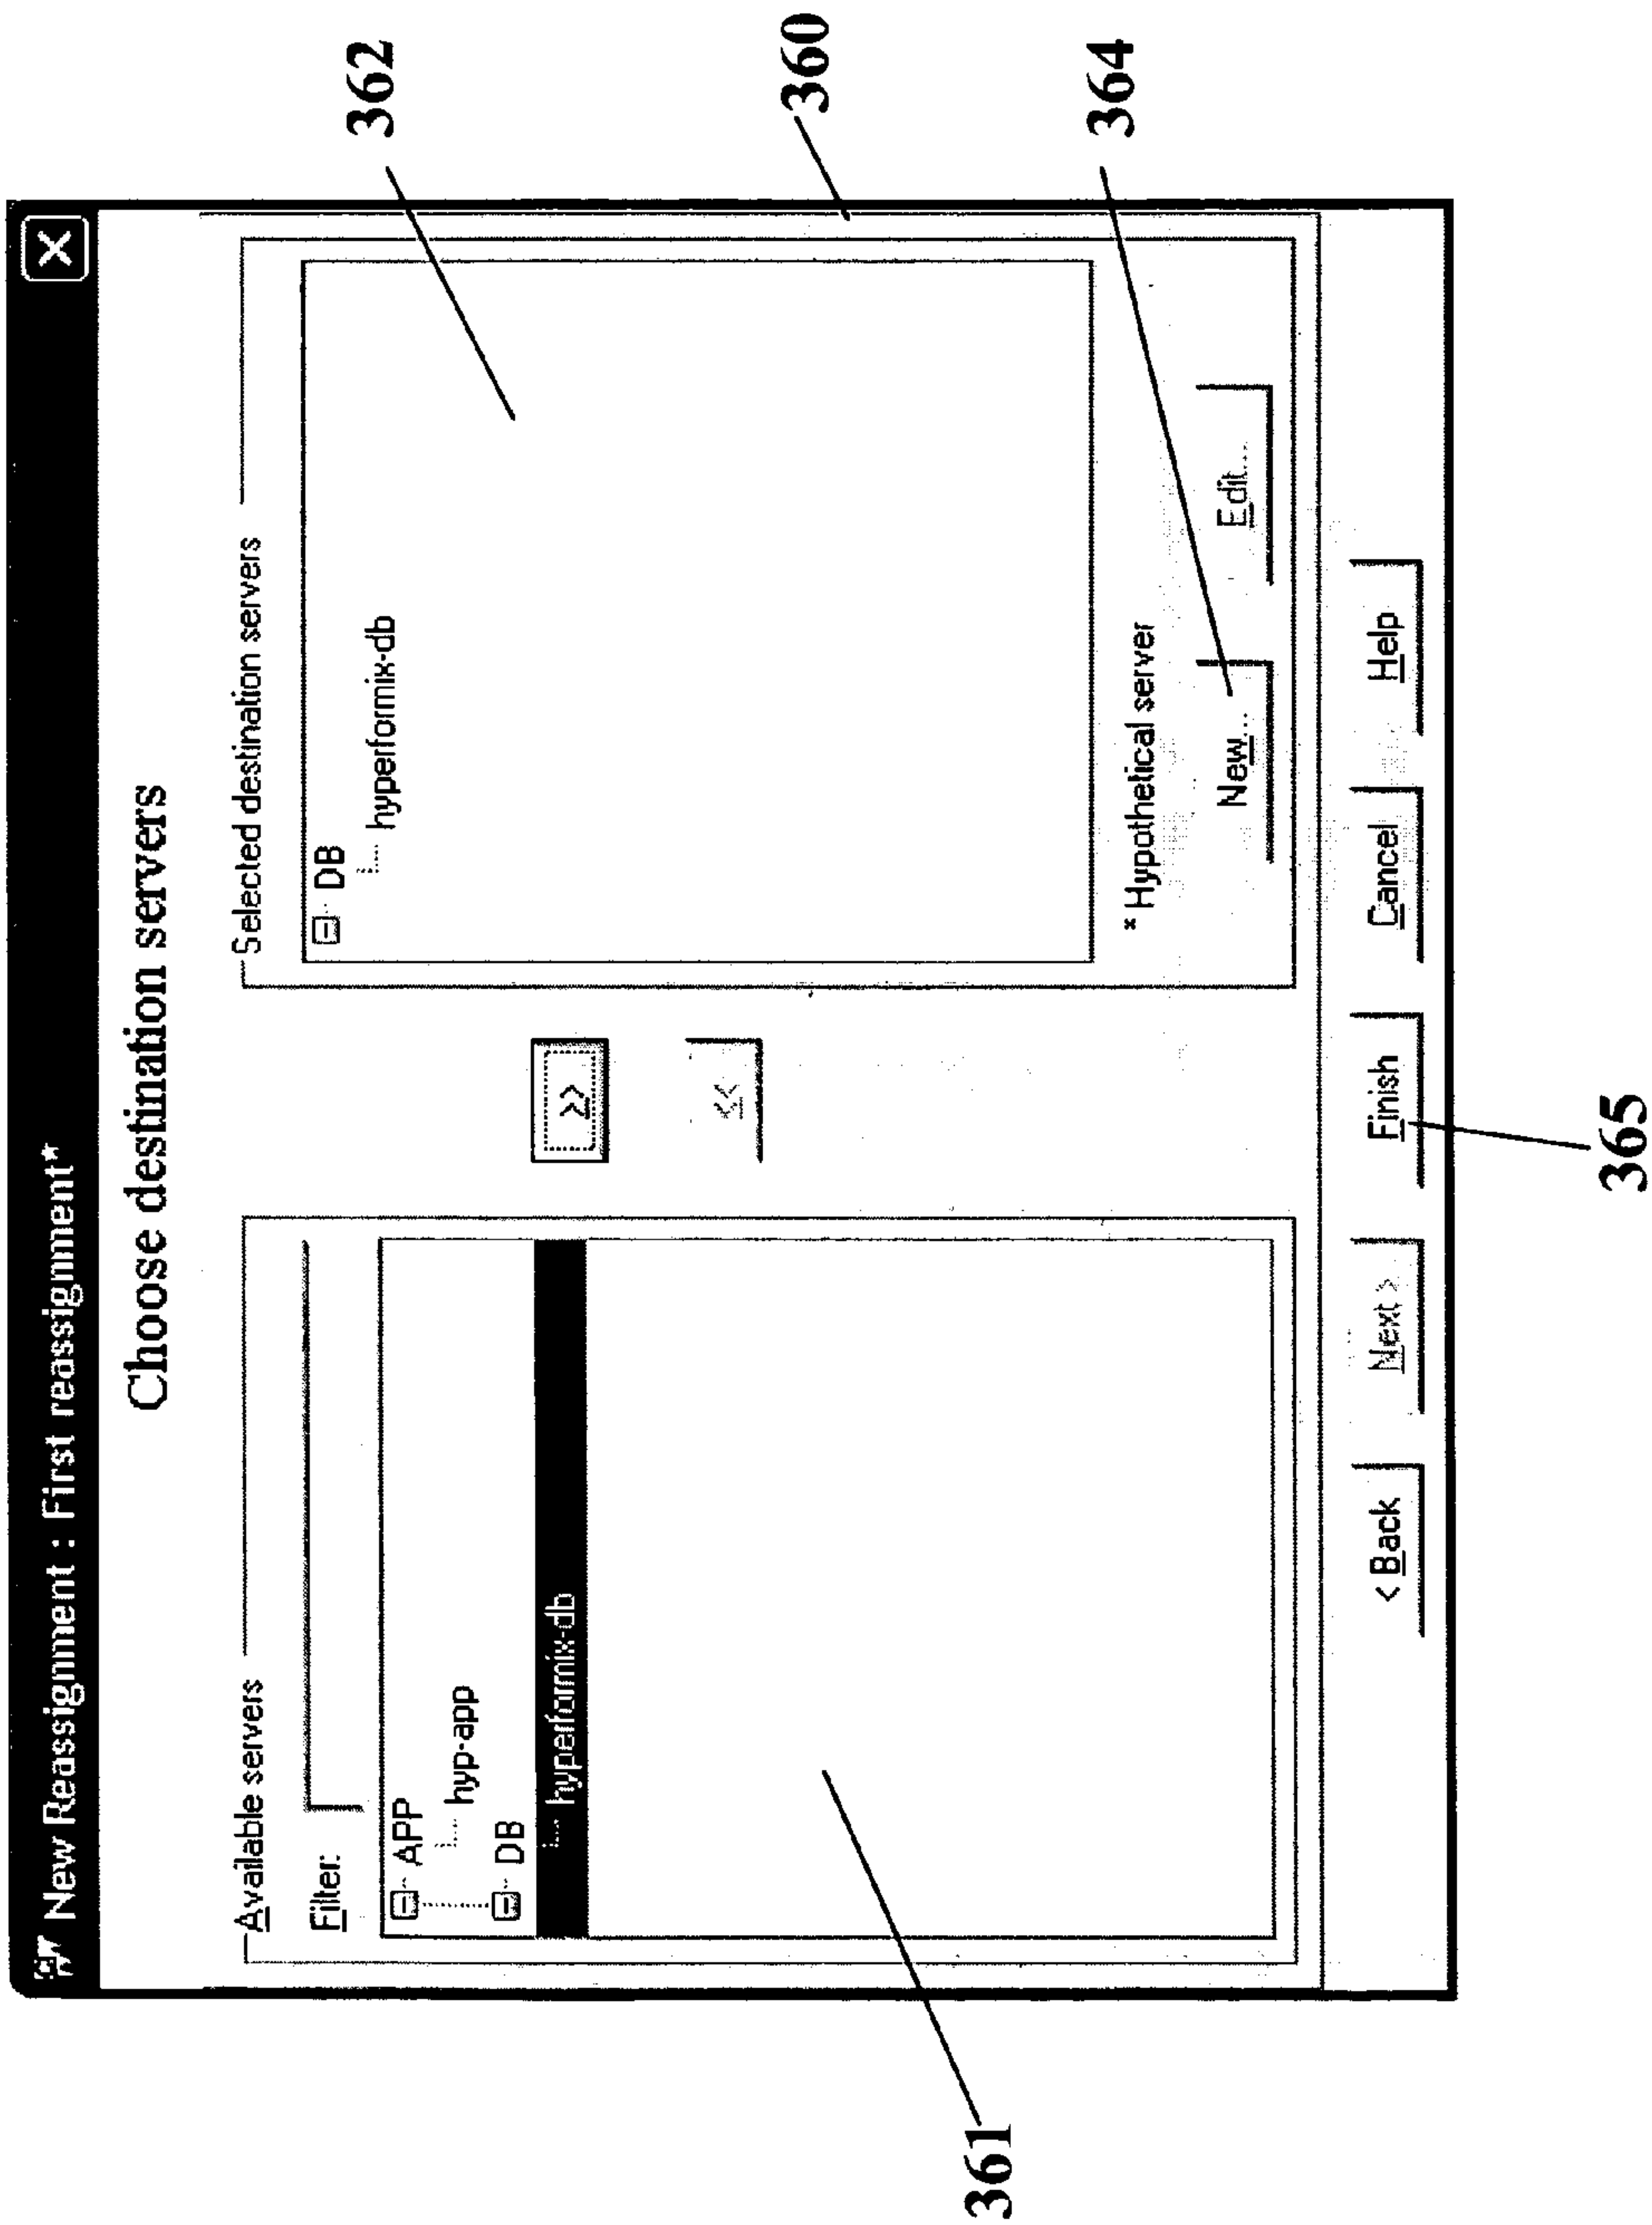 New Reassignment : First reassignment*
Choose destination servers
Available servers
Filter:
APP
hyp-app
DB
hyperformix-db
>>
<<
Selected destination servers
DB
hyperformix-db
* Hypothetical server
New...
Edit...
< Back
Next >
Finish
Cancel
Help
362
360
364
361
365